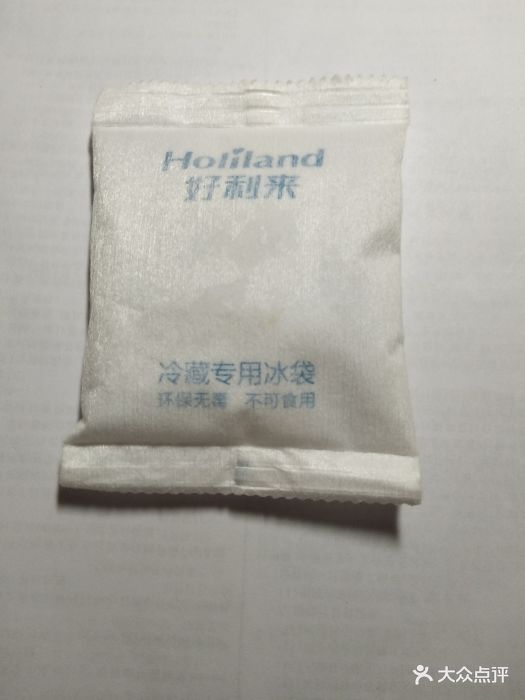 Holiland
好利来
冷藏专用冰袋
环保无毒 不可食用
大众点评